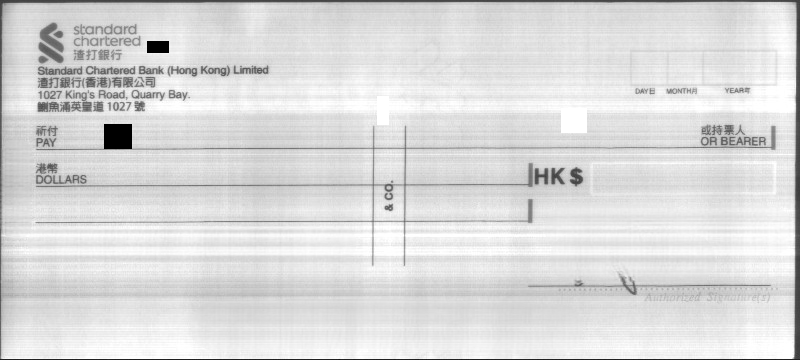 standard
chartered
渣打銀行
Standard Chartered Bank (Hong Kong) Limited
渣打銀行(香港)有限公司
1027 King's Road, Quarry Bay.
鰂魚涌英皇道 1027 號
DAY日 MONTH月 YEAR年
祈付
PAY
或持票人
OR BEARER
港幣
DOLLARS
HK $
& CO.
Authorized Signature(s)